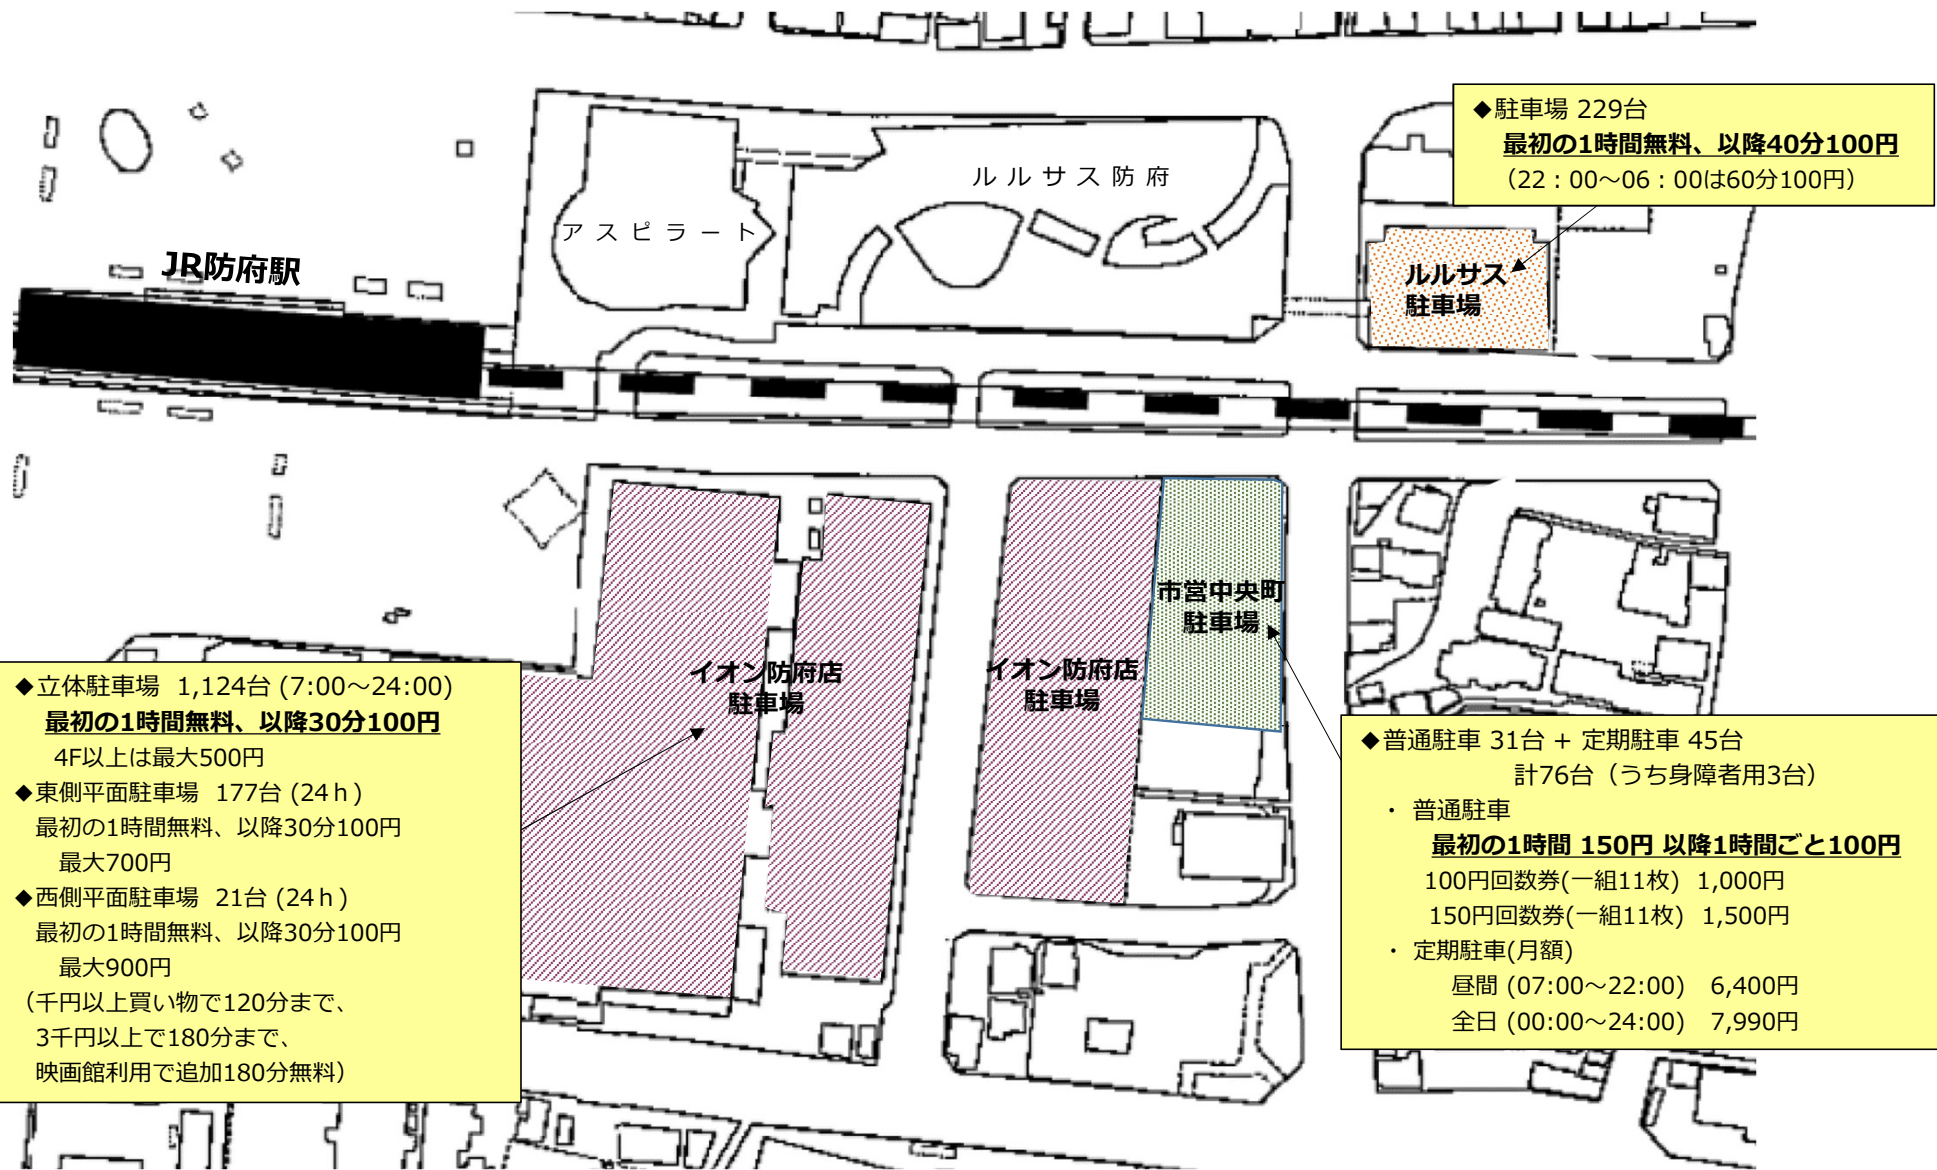 ◆駐車場 229台
最初の1時間無料、以降40分100円
（22：00～06：00は60分100円）
ルルサス防府
アスピラート
JR防府駅
ルルサス
駐車場
市営中央町
駐車場
イオン防府店
駐車場
イオン防府店
駐車場
◆立体駐車場 1,124台 (7:00～24:00)
最初の1時間無料、以降30分100円
4F以上は最大500円
◆東側平面駐車場 177台 (24ｈ)
最初の1時間無料、以降30分100円
最大700円
◆西側平面駐車場 21台 (24ｈ)
最初の1時間無料、以降30分100円
最大900円
（千円以上買い物で120分まで、
3千円以上で180分まで、
映画館利用で追加180分無料）
◆普通駐車 31台 + 定期駐車 45台
計76台（うち身障者用3台）
・ 普通駐車
最初の1時間 150円 以降1時間ごと100円
100円回数券(一組11枚) 1,000円
150円回数券(一組11枚) 1,500円
・ 定期駐車(月額)
昼間 (07:00～22:00) 6,400円
全日 (00:00～24:00) 7,990円